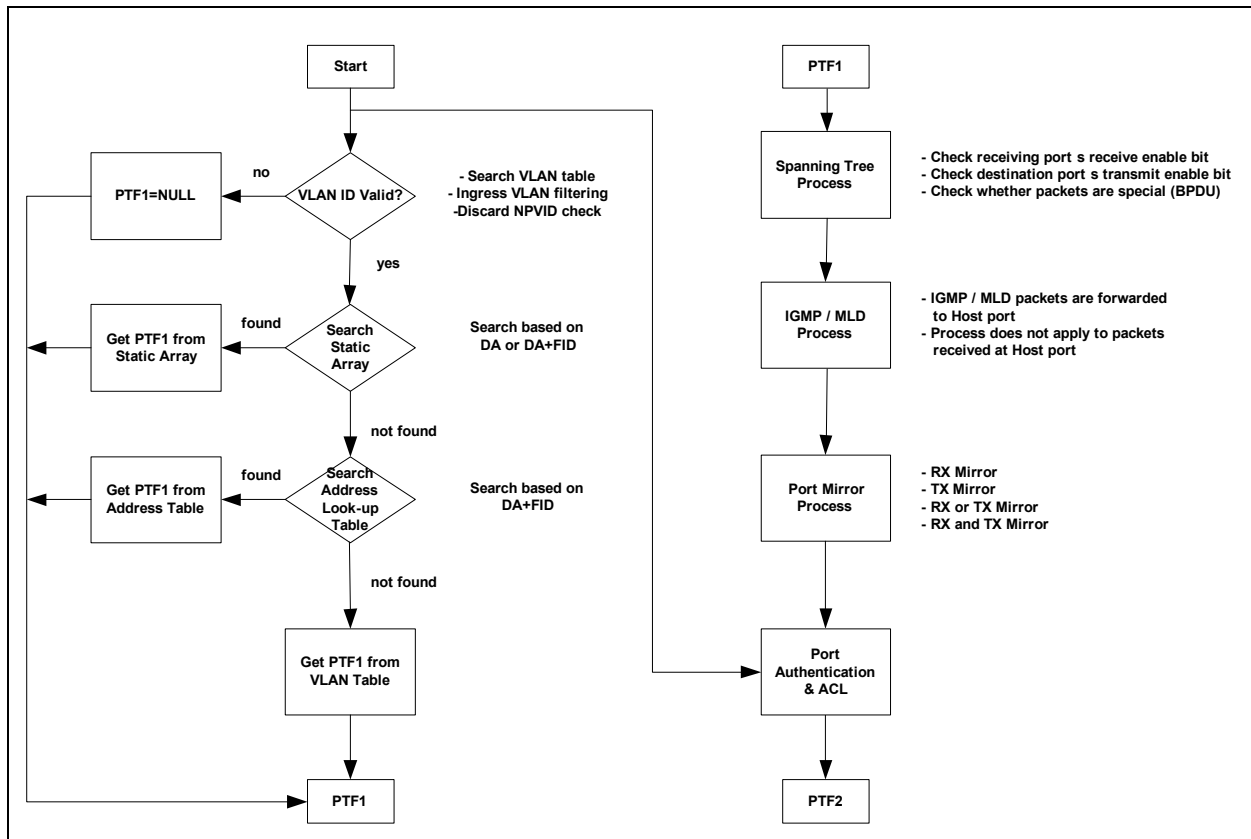 Start
VLAN ID Valid?
no
PTF1=NULL
- Search VLAN table
- Ingress VLAN filtering
-Discard NPVID check
yes
Search
Static
Array
found
Get PTF1 from
Static Array
Search based on
DA or DA+FID
not found
Search
Address
Look-up
Table
found
Get PTF1 from
Address Table
Search based on
DA+FID
not found
Get PTF1 from
VLAN Table
PTF1
PTF1
Spanning Tree
Process
- Check receiving port s receive enable bit
- Check destination port s transmit enable bit
- Check whether packets are special (BPDU)
IGMP / MLD
Process
- IGMP / MLD packets are forwarded
to Host port
- Process does not apply to packets
received at Host port
Port Mirror
Process
- RX Mirror
- TX Mirror
- RX or TX Mirror
- RX and TX Mirror
Port
Authentication
& ACL
PTF2